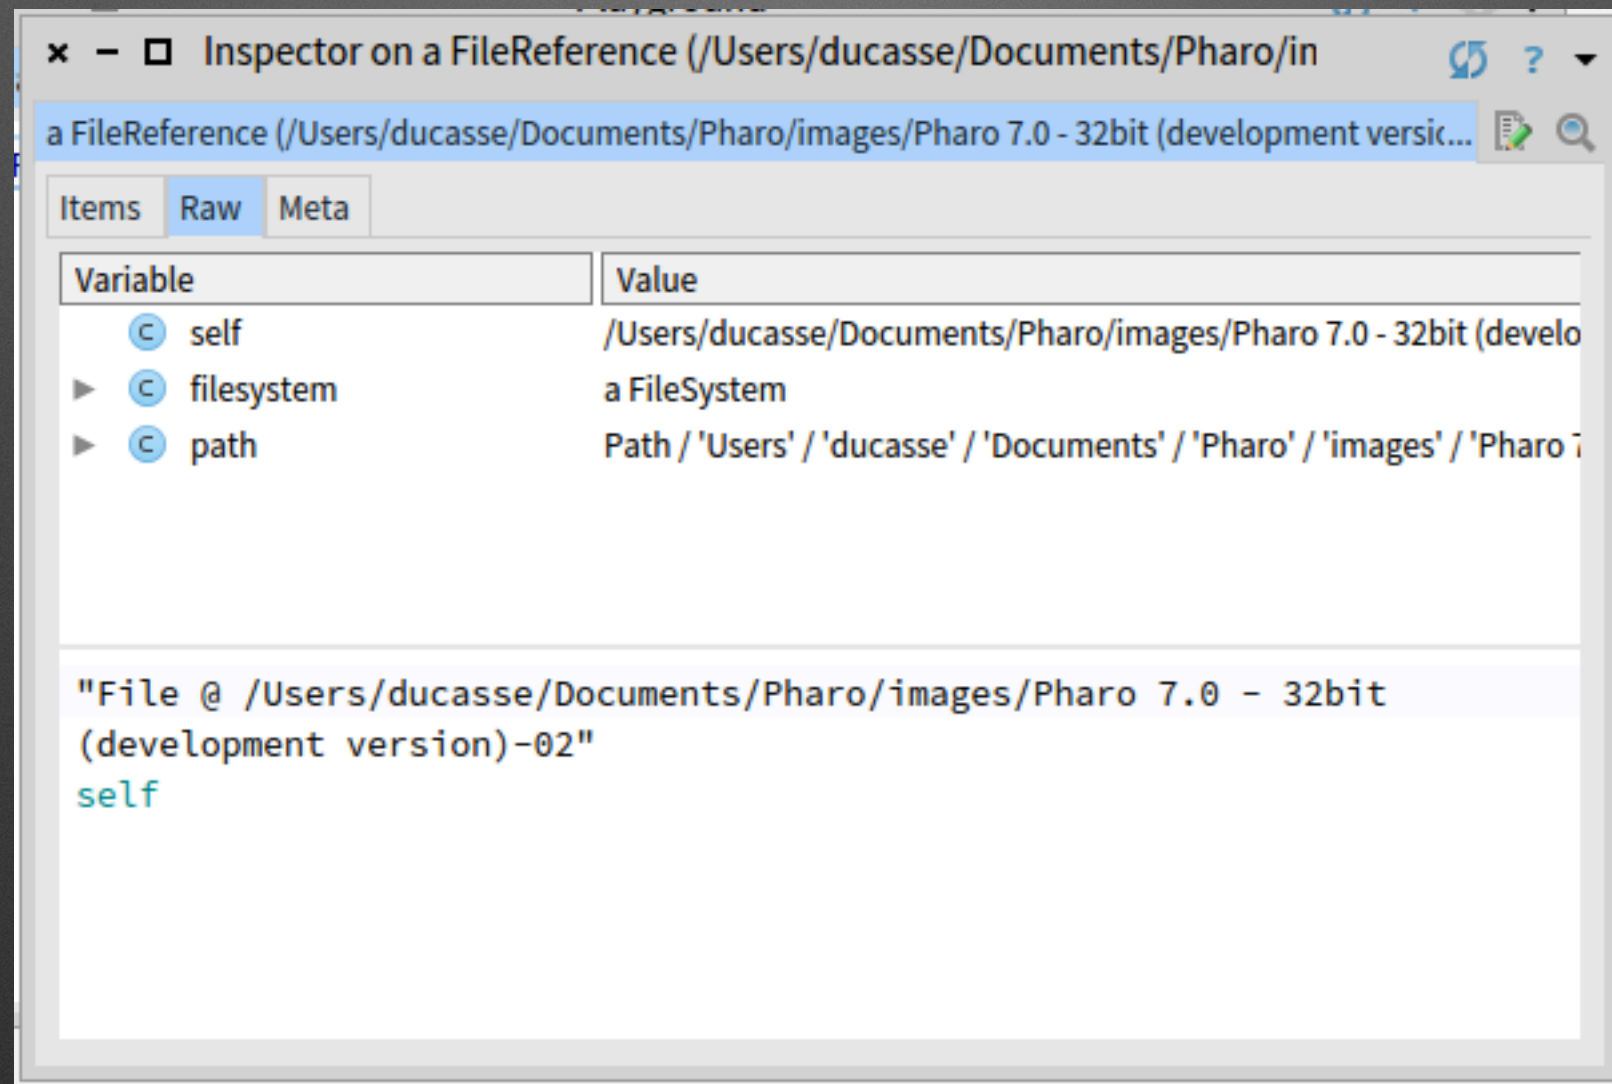 Inspector on a FileReference (/Users/ducasse/Documents/Pharo/in
?
a FileReference (/Users/ducasse/Documents/Pharo/images/Pharo 7.0 - 32bit (development versic...
Items Raw Meta
Variable Value
C self /Users/ducasse/Documents/Pharo/images/Pharo 7.0 - 32bit (develo
C filesystem a FileSystem
C path Path / 'Users' / 'ducasse' / 'Documents' / 'Pharo' / 'images' / 'Pharo 7
"File @ /Users/ducasse/Documents/Pharo/images/Pharo 7.0 - 32bit
(development version)-02"
self